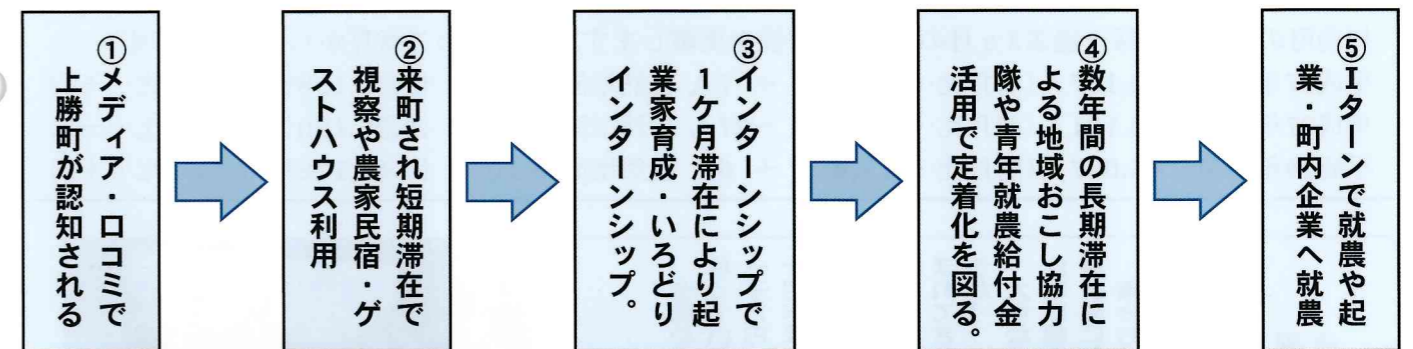 ①メディア・口コミで
上勝町が認知される
②来町され短期滞在で
視察や農家民宿・ゲ
ストハウス利用
③インターンシップで
1ケ月滞在により起
業家育成・いろどり
インターンシップ。
④数年間の長期滞在に
よる地域おこし協力
隊や青年就農給付金
活用で定着化を図る。
⑤Iターンで就農や起
業・町内企業へ就農